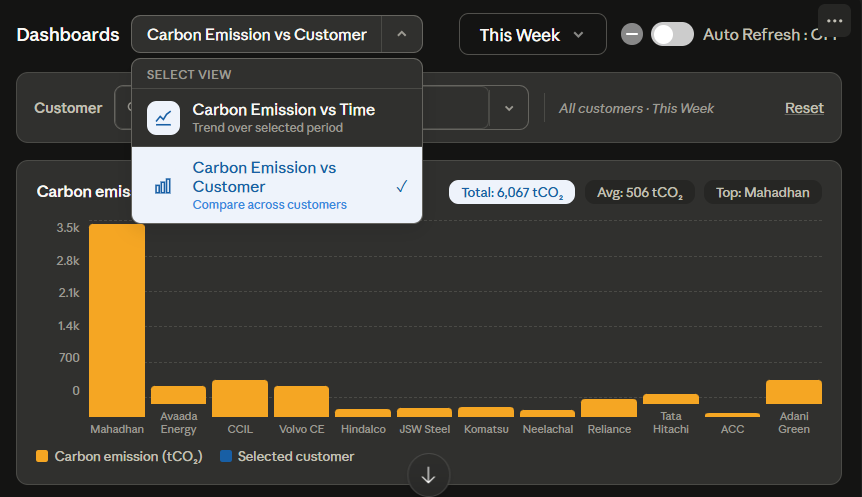 Dashboards
Carbon Emission vs Customer
This Week
Auto Refresh :
SELECT VIEW
Carbon Emission vs Time
Trend over selected period
Carbon Emission vs
Customer
Compare across customers
Customer
All customers · This Week
Reset
Carbon emis
Total: 6,067 tCO₂
Avg: 506 tCO₂
Top: Mahadhan
3.5k
2.8k
2.1k
1.4k
700
0
Mahadhan
Avaada
Energy
CCIL
Volvo CE
Hindalco
JSW Steel
Komatsu
Neelachal
Reliance
Tata
Hitachi
ACC
Adani
Green
Carbon emission (tCO₂)
Selected customer